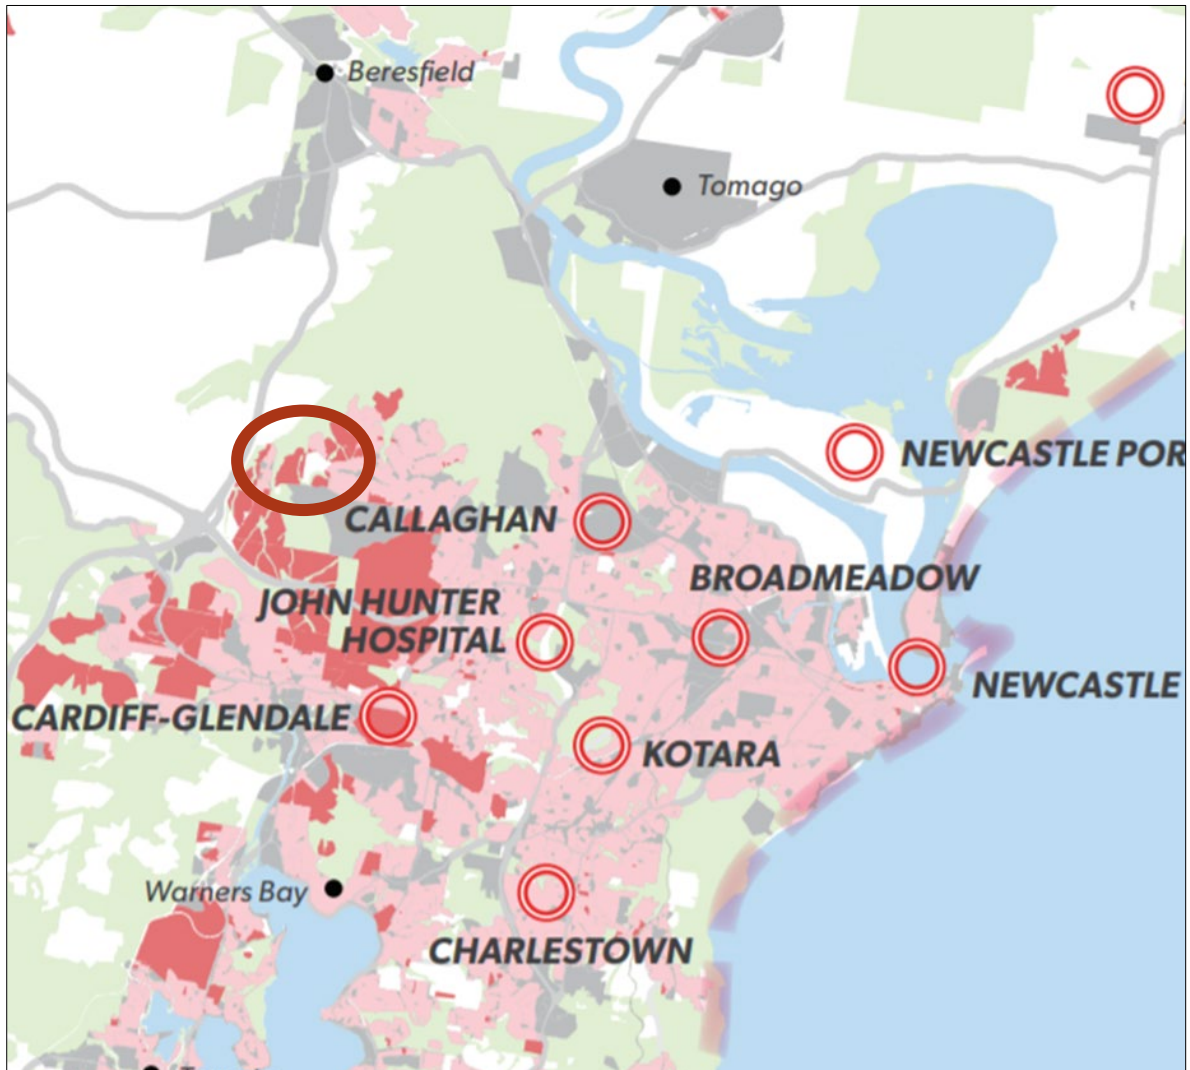 Beresfield
Tomago
NEWCASTLE POR
CALLAGHAN
BROADMEADOW
JOHN HUNTER
HOSPITAL
NEWCASTLE
CARDIFF-GLENDALE
KOTARA
Warners Bay
CHARLESTOWN